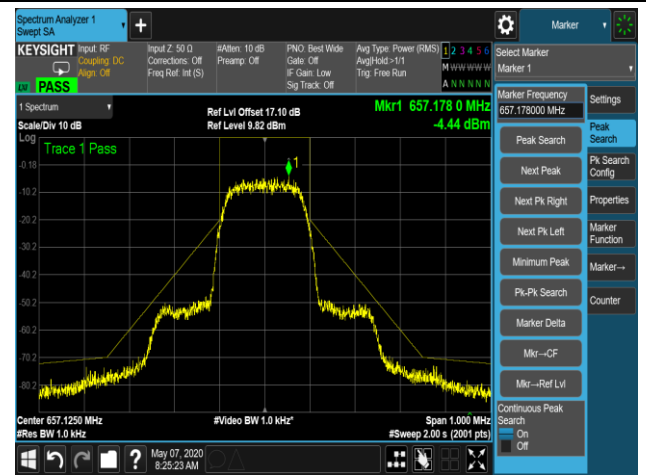 Spectrum Analyzer 1
Swept SA
+
Marker
KEYSIGHT Input: RF
Coupling: DC
Align: Off
Input Z: 50 Ω
Corrections: Off
Freq Ref: Int (S)
#Atten: 10 dB
Preamp: Off
PNO: Best Wide
Gate: Off
IF Gain: Low
Sig Track: Off
Avg Type: Power (RMS)
Avg|Hold:>1/1
Trig: Free Run
1 2 3 4 5 6
M W W W W W
A N N N N N
LXI PASS
Select Marker
Marker 1
1 Spectrum
Scale/Div 10 dB
Log
Ref Lvl Offset 17.10 dB
Ref Level 9.82 dBm
Mkr1 657.178 0 MHz
-4.44 dBm
Trace 1 Pass
1
-0.18
-10.2
-20.2
-30.2
-40.2
-50.2
-60.2
-70.2
-80.2
Center 657.1250 MHz
#Res BW 1.0 kHz
#Video BW 1.0 kHz*
Span 1.000 MHz
#Sweep 2.00 s (2001 pts)
Marker Frequency
657.178000 MHz
Peak Search
Next Peak
Next Pk Right
Next Pk Left
Minimum Peak
Pk-Pk Search
Marker Delta
Mkr→CF
Mkr→Ref Lvl
Continuous Peak
Search
On
Off
Settings
Peak
Search
Pk Search
Config
Properties
Marker
Function
Marker→
Counter
?
May 07, 2020
8:25:23 AM